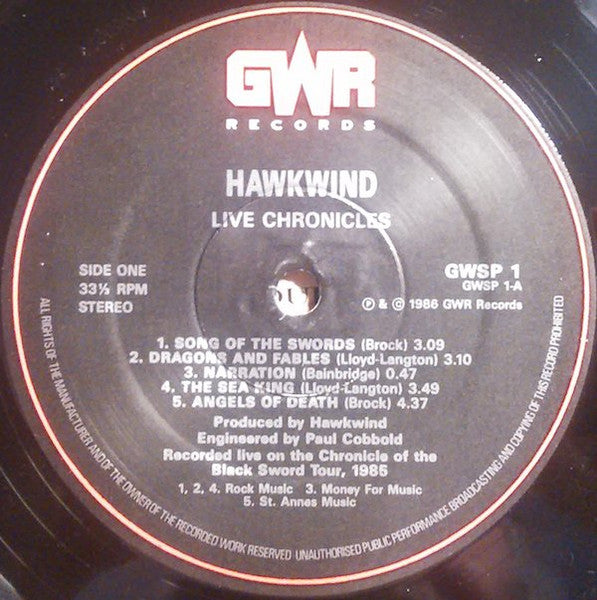 GWR
RECORDS
HAWKWIND
LIVE CHRONICLES
SIDE ONE
33⅓ RPM
STEREO
GWSP 1
GWSP 1-A
℗ & © 1986 GWR Records
1. SONG OF THE SWORDS (Brock) 3.09
2. DRAGONS AND FABLES (Lloyd-Langton) 3.10
3. NARRATION (Bainbridge) 0.47
4. THE SEA KING (Lloyd-Langton) 3.49
5. ANGELS OF DEATH (Brock) 4.37
Produced by Hawkwind
Engineered by Paul Cobbold
Recorded live on the Chronicle of the
Black Sword Tour, 1985
1, 2, 4. Rock Music 3. Money For Music
5. St. Annes Music
ALL RIGHTS OF THE MANUFACTURER AND OF THE OWNER OF THE RECORDED WORK RESERVED UNAUTHORISED PUBLIC PERFORMANCE BROADCASTING AND COPYING OF THIS RECORD PROHIBITED